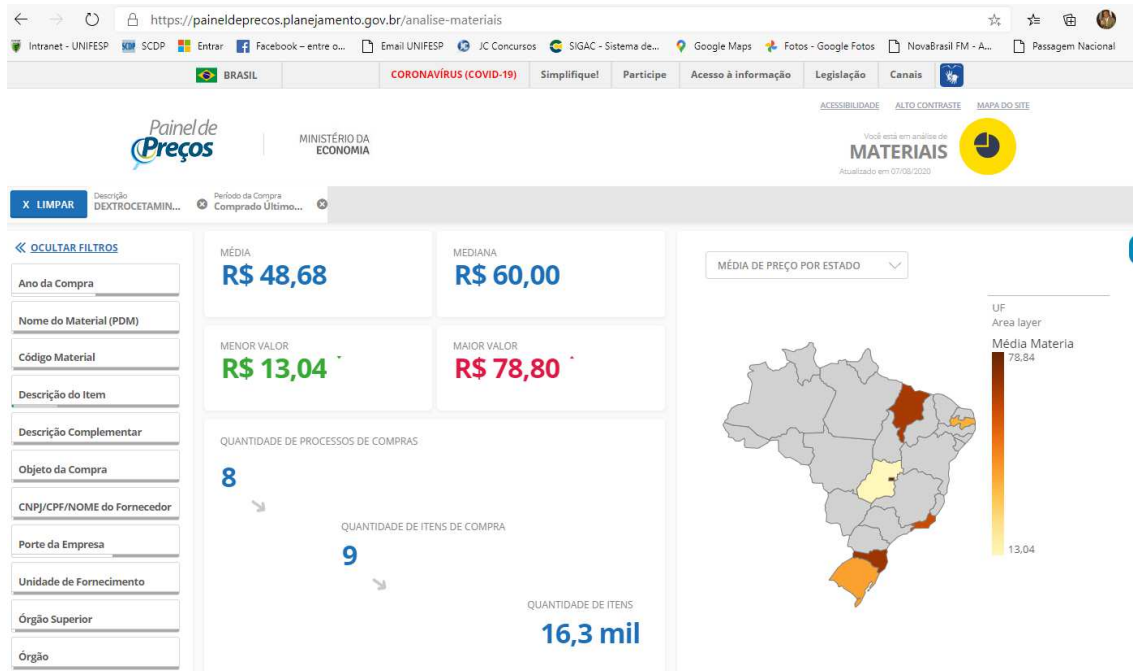 https://paineldeprecos.planejamento.gov.br/analise-materiais
Intranet - UNIFESP SCDP Entrar Facebook – entre o... Email UNIFESP JC Concursos SIGAC - Sistema de... Google Maps Fotos - Google Fotos NovaBrasil FM - A... Passagem Nacional
BRASIL CORONAVÍRUS (COVID-19) Simplifique! Participe Acesso à informação Legislação Canais
ACESSIBILIDADE ALTO CONTRASTE MAPA DO SITE
Painel de
Preços
MINISTÉRIO DA
ECONOMIA
Você está em análise de
MATERIAIS
Atualizado em 07/08/2020
X LIMPAR
Descrição
DEXTROCETAMIN...
Período da Compra
Comprado Último...
OCULTAR FILTROS
Ano da Compra
Nome do Material (PDM)
Código Material
Descrição do Item
Descrição Complementar
Objeto da Compra
CNPJ/CPF/NOME do Fornecedor
Porte da Empresa
Unidade de Fornecimento
Órgão Superior
Órgão
MÉDIA
R$ 48,68
MEDIANA
R$ 60,00
MENOR VALOR
R$ 13,04
MAIOR VALOR
R$ 78,80
QUANTIDADE DE PROCESSOS DE COMPRAS
8
QUANTIDADE DE ITENS DE COMPRA
9
QUANTIDADE DE ITENS
16,3 mil
MÉDIA DE PREÇO POR ESTADO
UF
Area layer
Média Materia
78,84
13,04